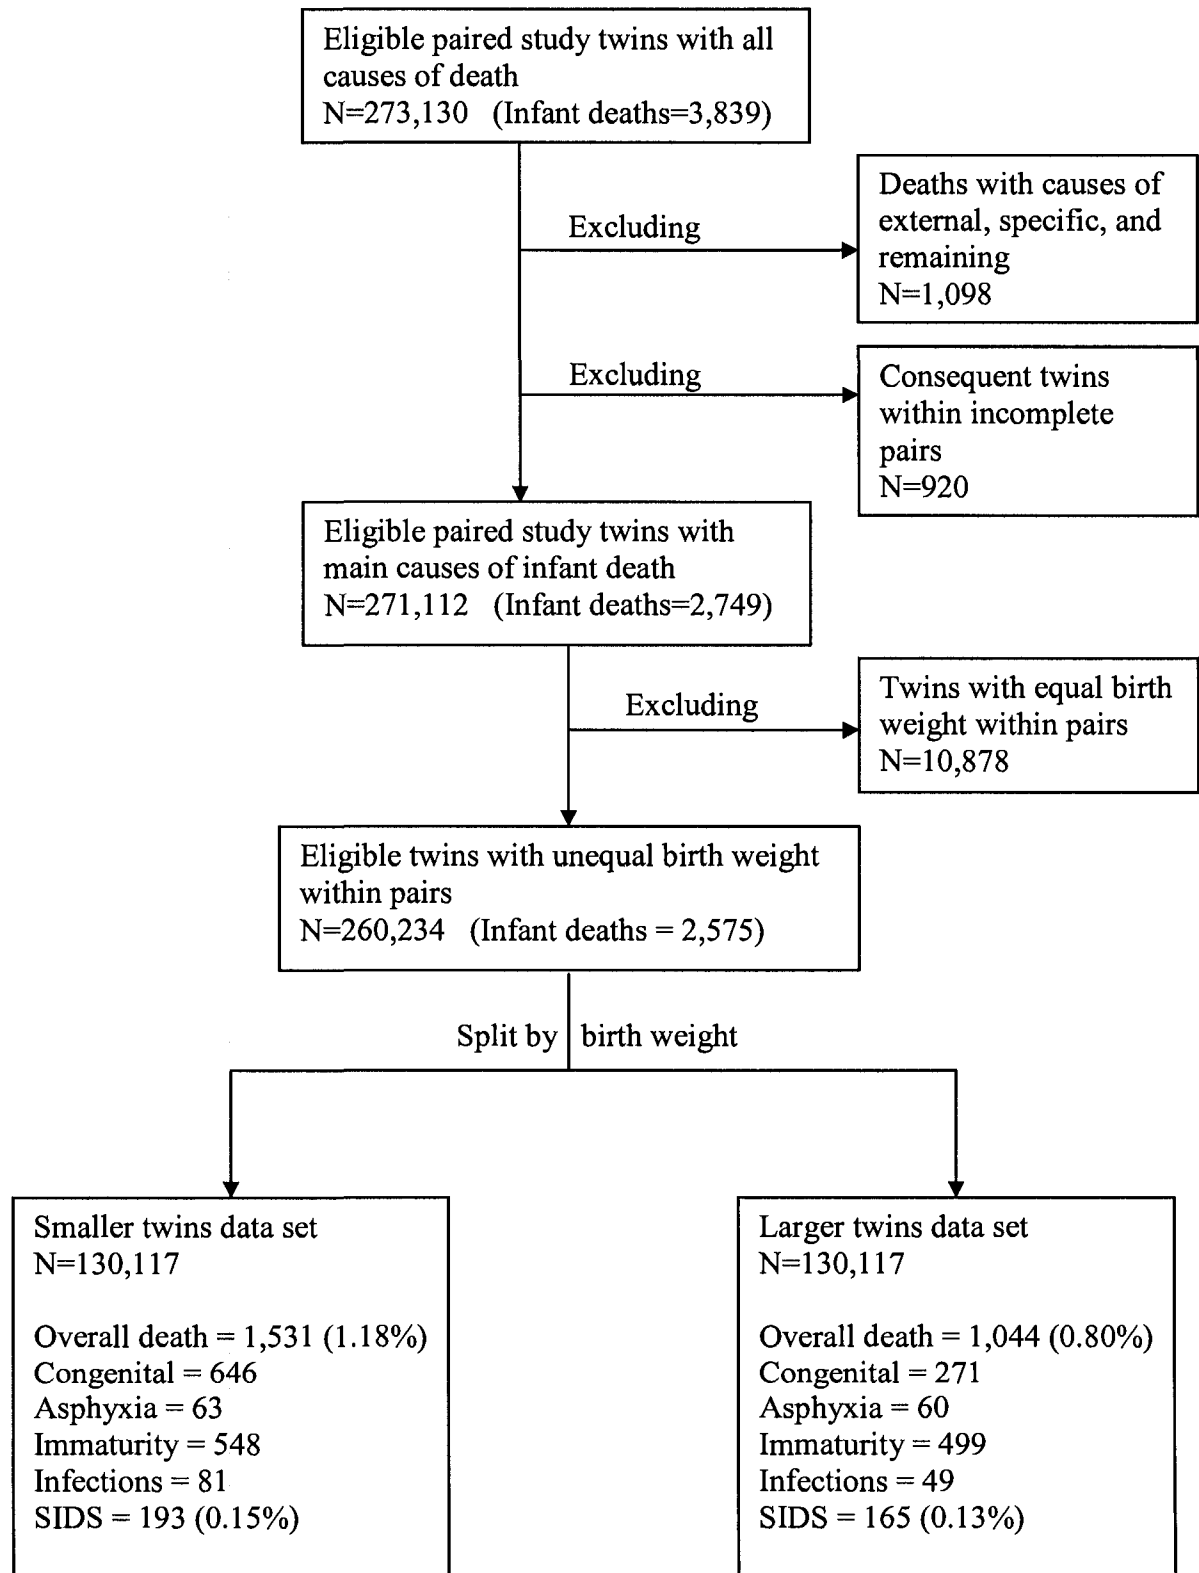 Eligible paired study twins with all
causes of death
N=273,130 (Infant deaths=3,839)
Excluding
Deaths with causes of
external, specific, and
remaining
N=1,098
Excluding
Consequent twins
within incomplete
pairs
N=920
Eligible paired study twins with
main causes of infant death
N=271,112 (Infant deaths=2,749)
Excluding
Twins with equal birth
weight within pairs
N=10,878
Eligible twins with unequal birth weight
within pairs
N=260,234 (Infant deaths = 2,575)
Split by birth weight
Smaller twins data set
N=130,117
Overall death = 1,531 (1.18%)
Congenital = 646
Asphyxia = 63
Immaturity = 548
Infections = 81
SIDS = 193 (0.15%)
Larger twins data set
N=130,117
Overall death = 1,044 (0.80%)
Congenital = 271
Asphyxia = 60
Immaturity = 499
Infections = 49
SIDS = 165 (0.13%)